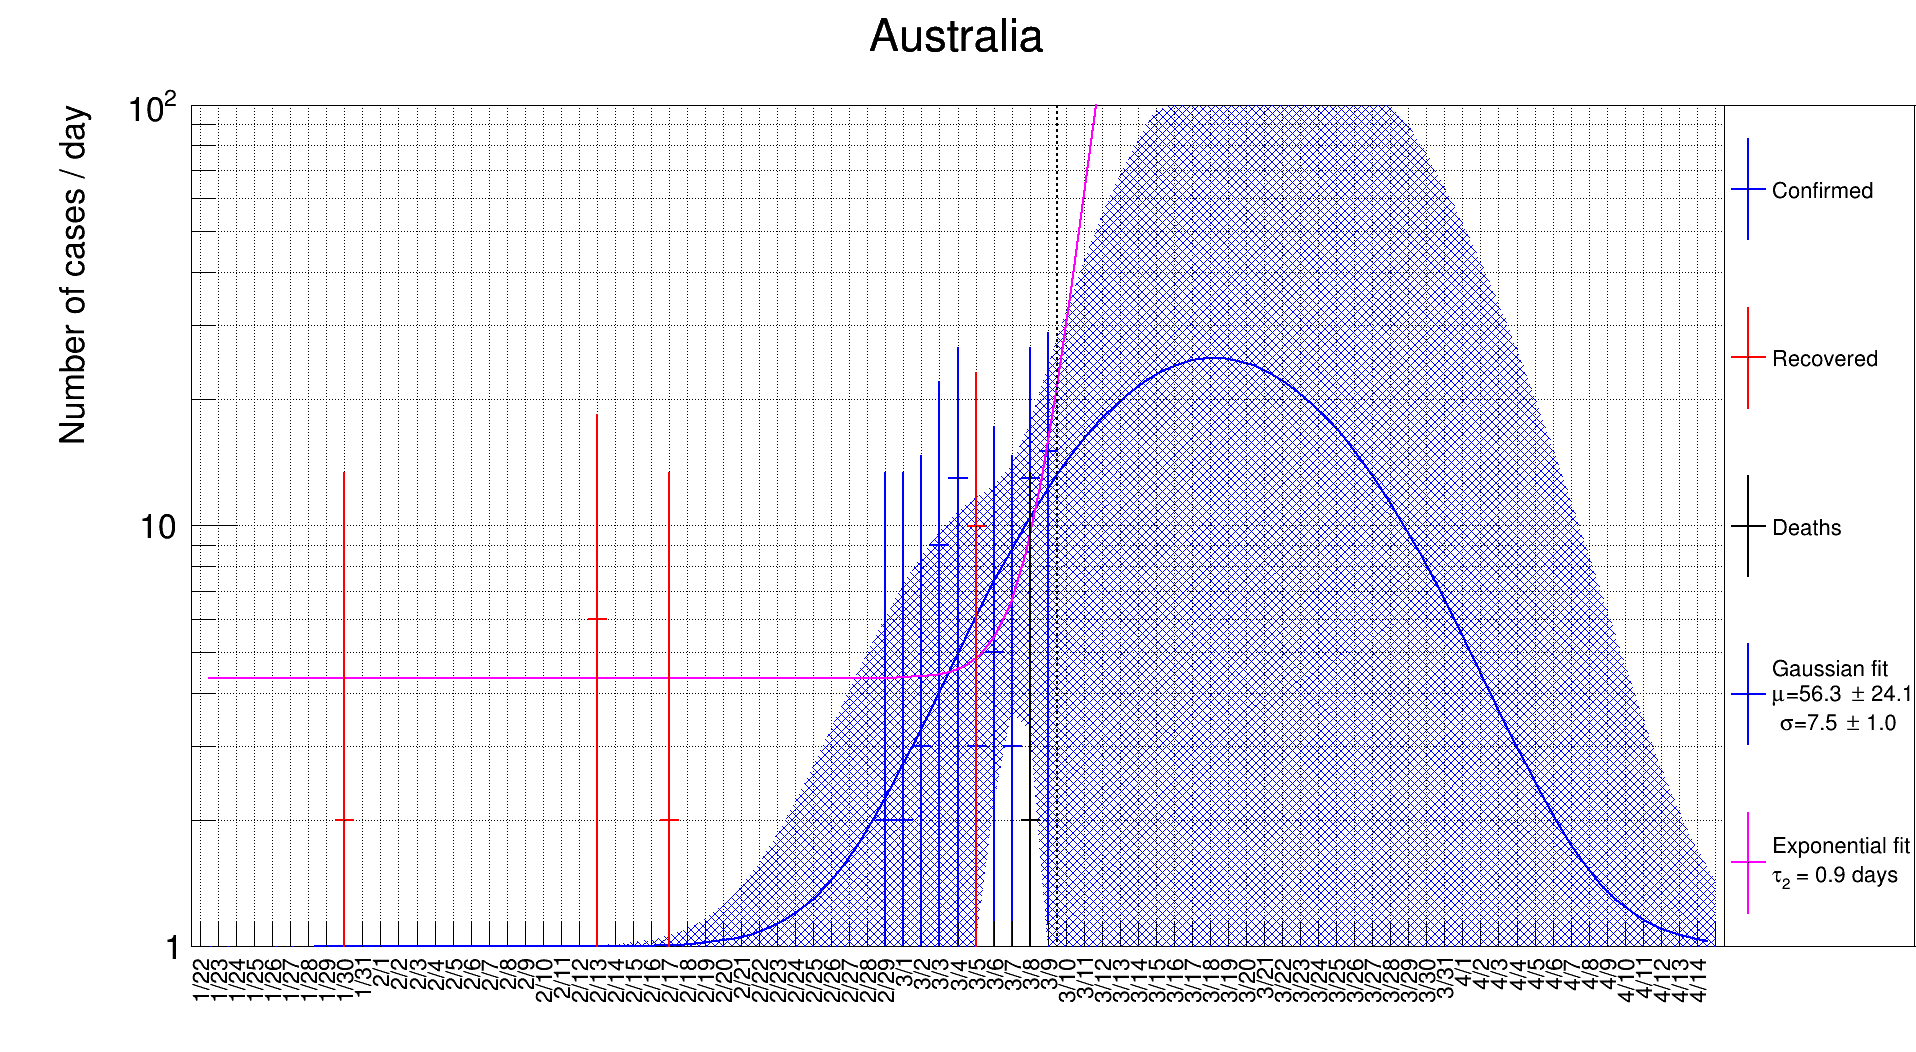 Australia
Number of cases / day
10²
10
1
1/22 1/23 1/24 1/25 1/26 1/27 1/28 1/29 1/30 1/31 2/1 2/2 2/3 2/4 2/5 2/6 2/7 2/8 2/9 2/10 2/11 2/12 2/13 2/14 2/15 2/16 2/17 2/18 2/19 2/20 2/21 2/22 2/23 2/24 2/25 2/26 2/27 2/28 2/29 3/1 3/2 3/3 3/4 3/5 3/6 3/7 3/8 3/9 3/10 3/11 3/12 3/13 3/14 3/15 3/16 3/17 3/18 3/19 3/20 3/21 3/22 3/23 3/24 3/25 3/26 3/27 3/28 3/29 3/30 3/31 4/1 4/2 4/3 4/4 4/5 4/6 4/7 4/8 4/9 4/10 4/11 4/12 4/13 4/14
Confirmed
Recovered
Deaths
Gaussian fit
μ=56.3 ± 24.1
σ=7.5 ± 1.0
Exponential fit
τ₂ = 0.9 days